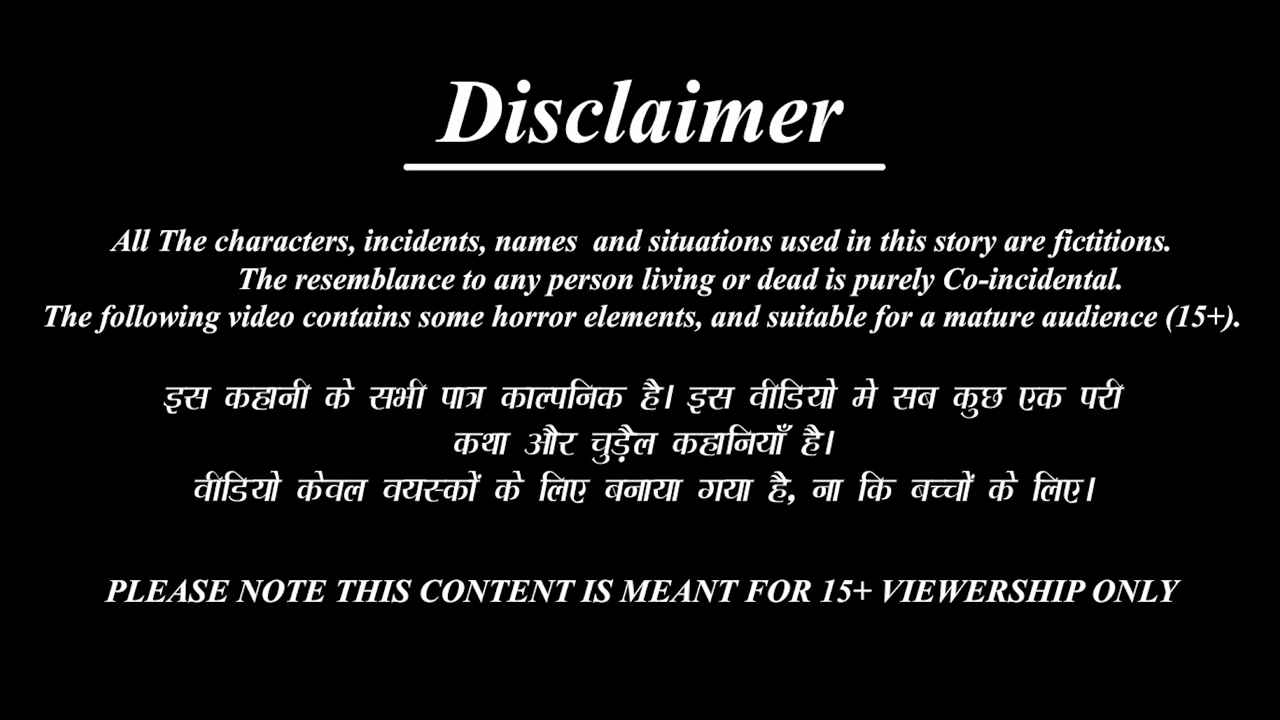 Disclaimer
All The characters, incidents, names and situations used in this story are fictitions.
The resemblance to any person living or dead is purely Co-incidental.
The following video contains some horror elements, and suitable for a mature audience (15+).
इस कहानी के सभी पात्र काल्पनिक है। इस वीडियो मे सब कुछ एक परी
कथा और चुड़ैल कहानियाँ है।
वीडियो केवल वयस्कों के लिए बनाया गया है, ना कि बच्चों के लिए।
PLEASE NOTE THIS CONTENT IS MEANT FOR 15+ VIEWERSHIP ONLY